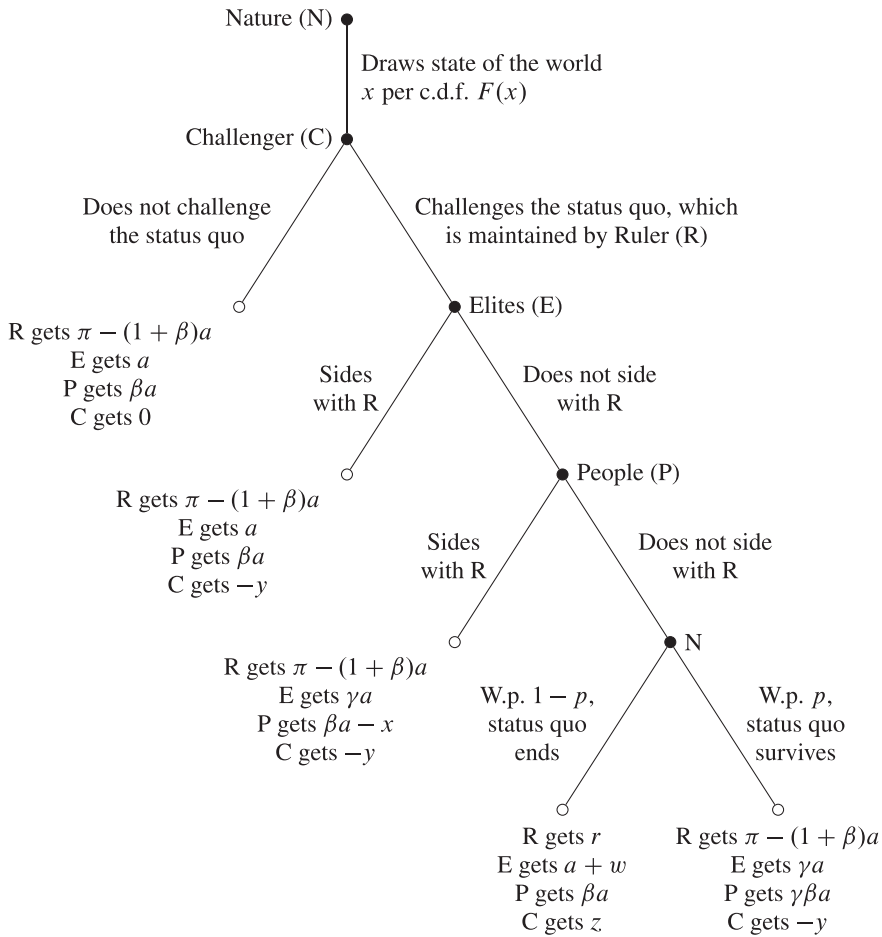 Nature (N)
Draws state of the world
x per c.d.f. F(x)
Challenger (C)
Does not challenge
the status quo
Challenges the status quo, which
is maintained by Ruler (R)
R gets π − (1 + β)a
E gets a
P gets βa
C gets 0
Elites (E)
Sides
with R
Does not side
with R
R gets π − (1 + β)a
E gets a
P gets βa
C gets −y
People (P)
Sides
with R
Does not side
with R
R gets π − (1 + β)a
E gets γa
P gets βa − x
C gets −y
N
W.p. 1 − p,
status quo
ends
W.p. p,
status quo
survives
R gets r
E gets a + w
P gets βa
C gets z
R gets π − (1 + β)a
E gets γa
P gets γβa
C gets −y